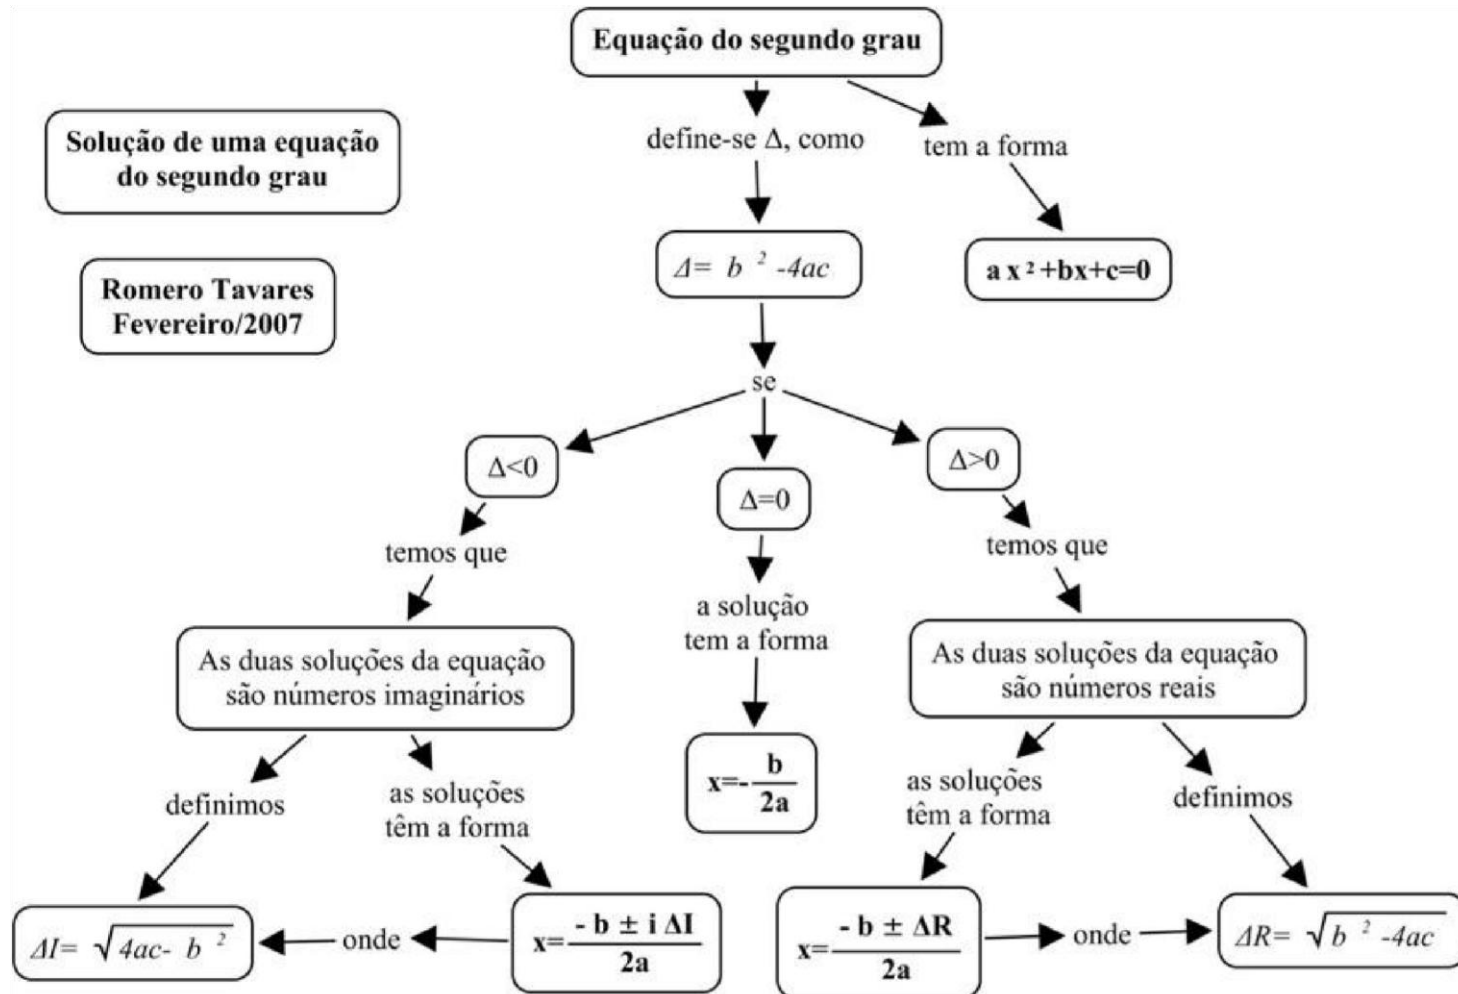 Equação do segundo grau
Solução de uma equação
do segundo grau
define-se Δ, como
tem a forma
Romero Tavares
Fevereiro/2007
Δ= b ² -4ac
a x ² +bx+c=0
se
Δ<0
Δ=0
Δ>0
temos que
a solução
tem a forma
temos que
As duas soluções da equação
são números imaginários
As duas soluções da equação
são números reais
x=- b/2a
definimos
as soluções
têm a forma
as soluções
têm a forma
definimos
ΔI= √(4ac- b ²)
onde
x= (- b ± i ΔI)/2a
x= (- b ± ΔR)/2a
onde
ΔR= √(b ² -4ac)